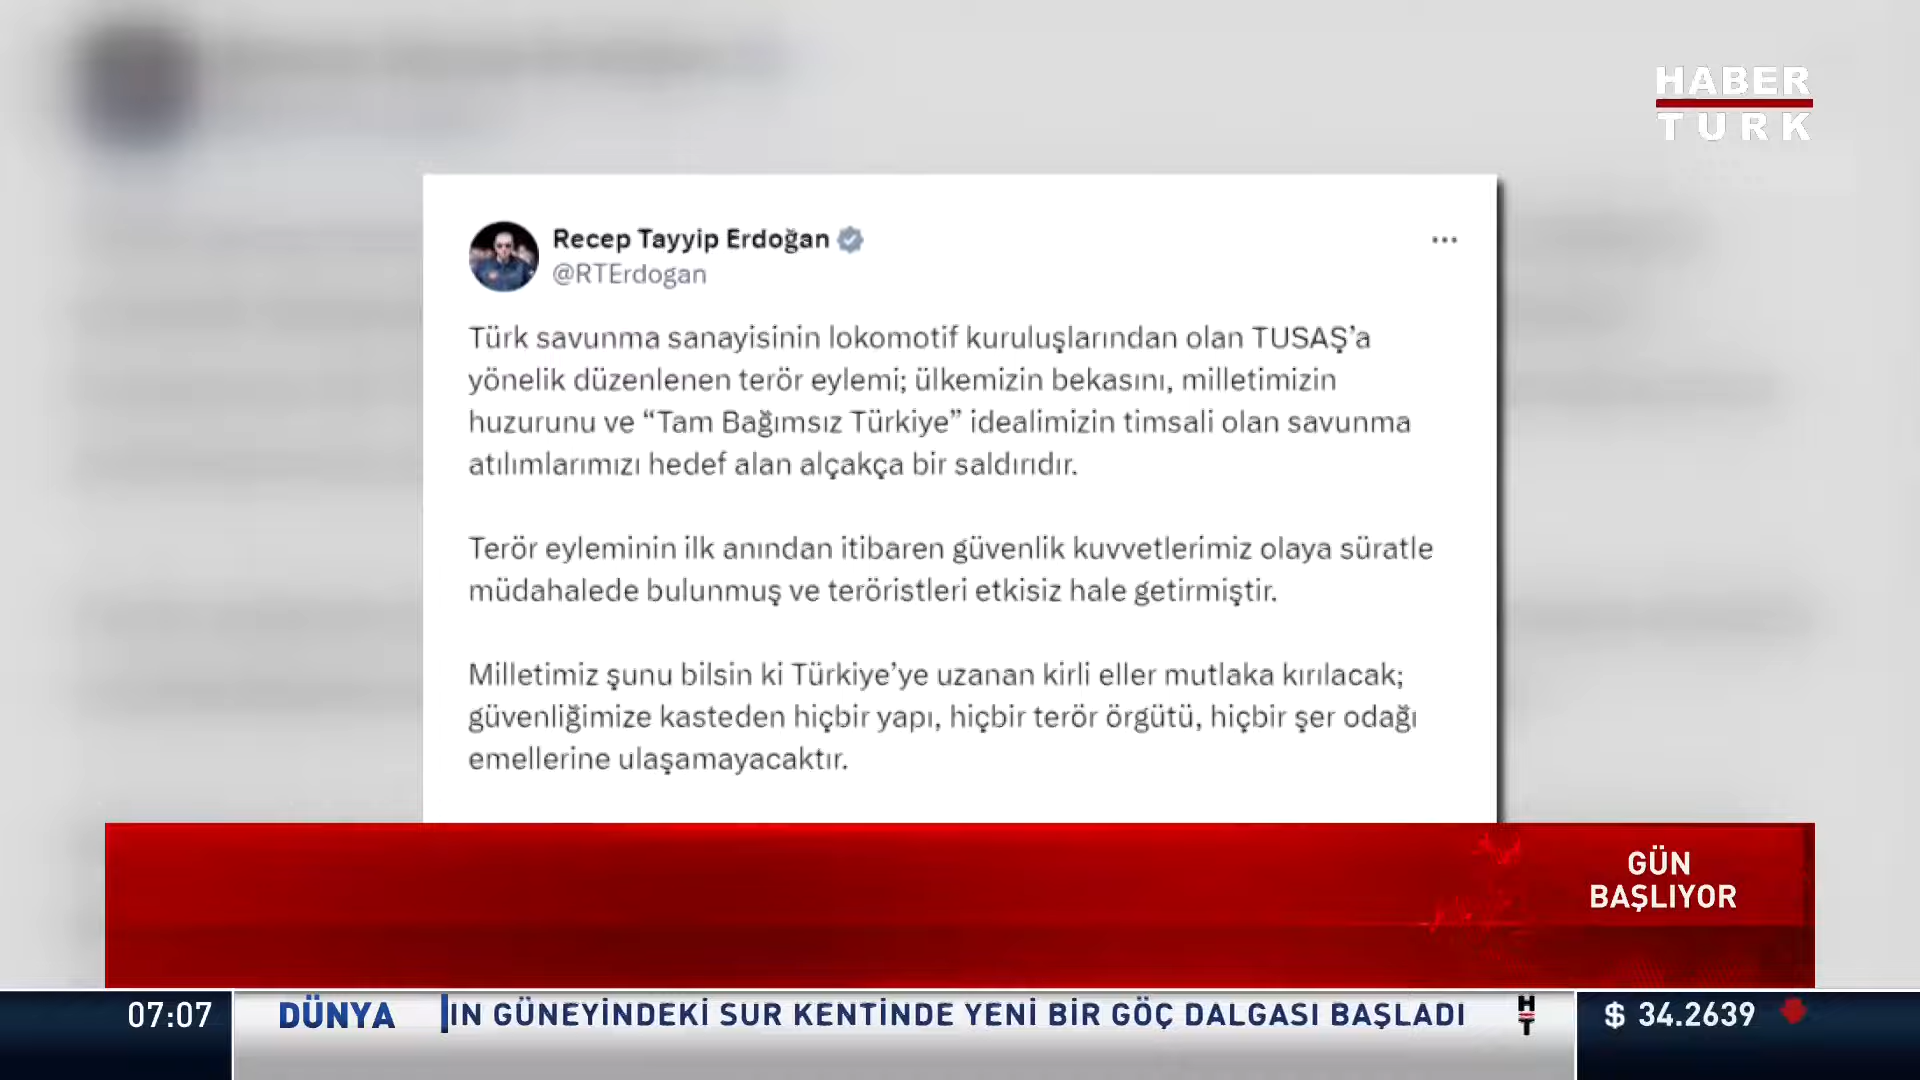 HABER
TURK
Recep Tayyip Erdoğan
@RTErdogan
Türk savunma sanayisinin lokomotif kuruluşlarından olan TUSAŞ’a
yönelik düzenlenen terör eylemi; ülkemizin bekasını, milletimizin
huzurunu ve “Tam Bağımsız Türkiye” idealimizin timsali olan savunma
atılımlarımızı hedef alan alçakça bir saldırıdır.
Terör eyleminin ilk anından itibaren güvenlik kuvvetlerimiz olaya süratle
müdahalede bulunmuş ve teröristleri etkisiz hale getirmiştir.
Milletimiz şunu bilsin ki Türkiye’ye uzanan kirli eller mutlaka kırılacak;
güvenliğimize kasteden hiçbir yapı, hiçbir terör örgütü, hiçbir şer odağı
emellerine ulaşamayacaktır.
GÜN
BAŞLIYOR
07:07
DÜNYA
IN GÜNEYİNDEKİ SUR KENTİNDE YENİ BİR GÖÇ DALGASI BAŞLADI
H
T
$ 34.2639